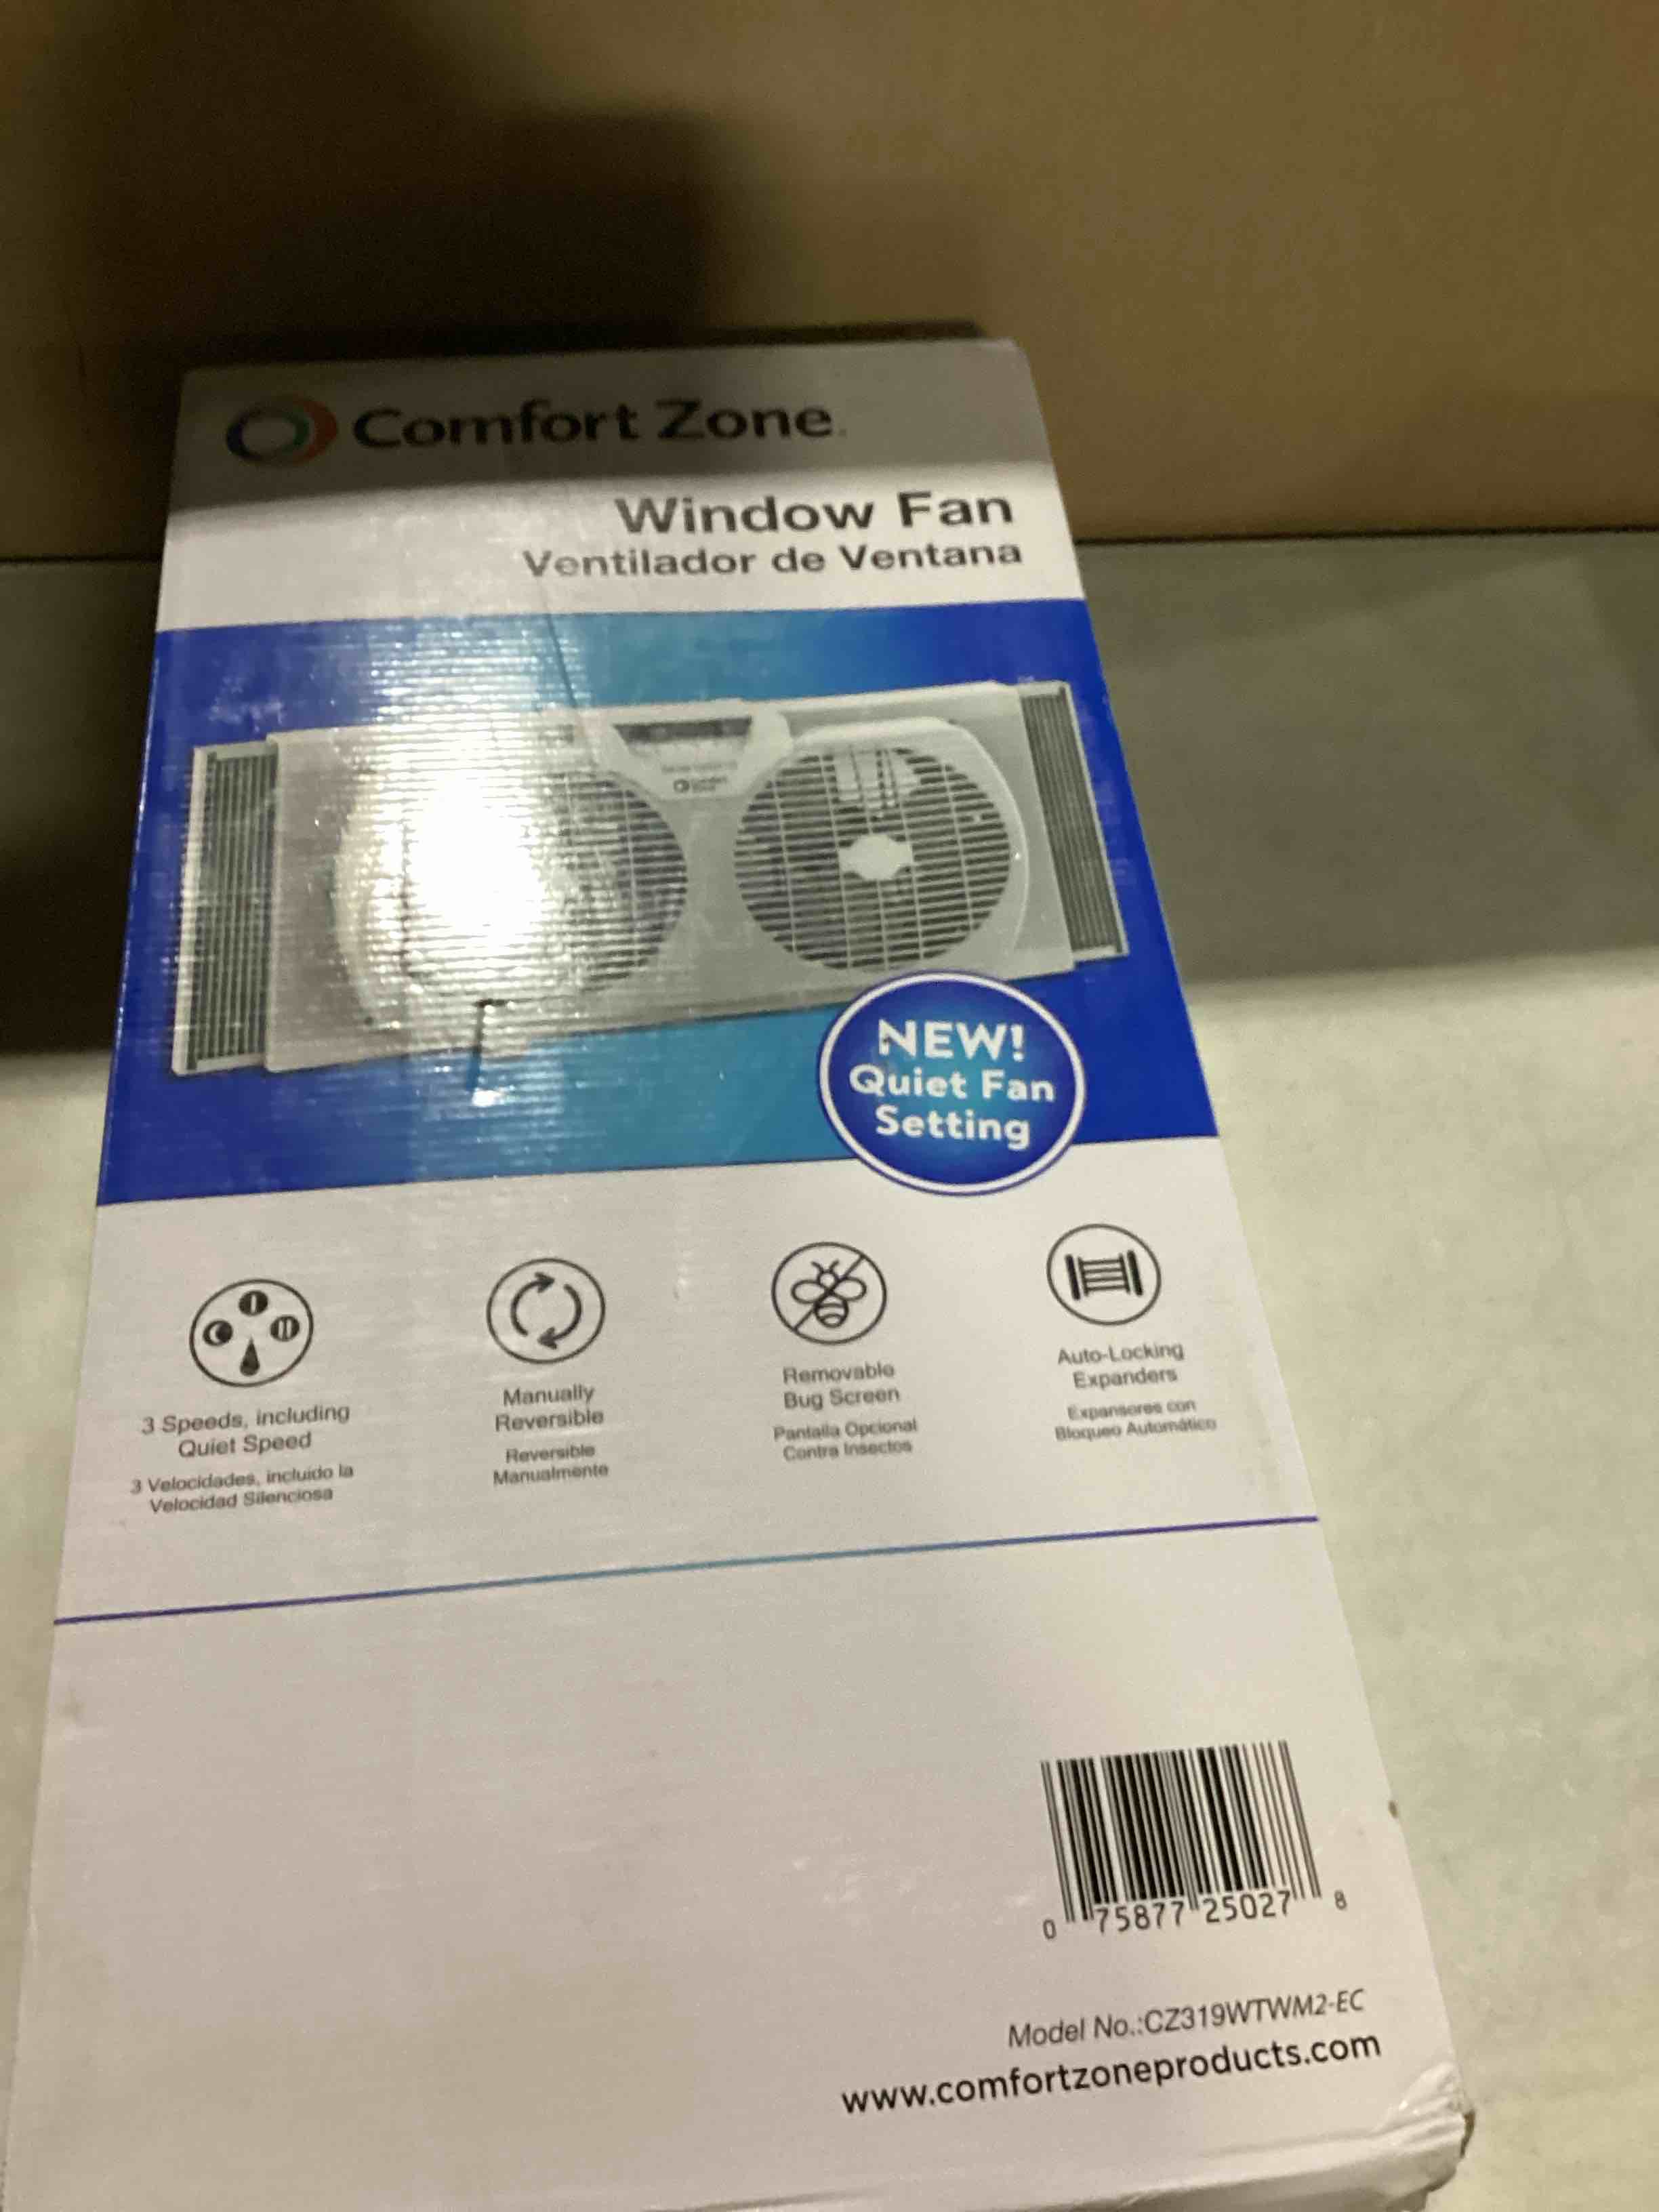 Comfort Zone
Window Fan
Ventilador de Ventana
NEW!
Quiet Fan
Setting
3 Speeds, including
Quiet Speed
3 Velocidades, incluido la
Velocidad Silenciosa
Manually
Reversible
Reversible
Manualmente
Removable
Bug Screen
Pantalla Opcional
Contra Insectos
Auto-Locking
Expanders
Expansores con
Bloqueo Automático
0 75877 25027 8
Model No.:CZ319WTWM2-EC
www.comfortzoneproducts.com